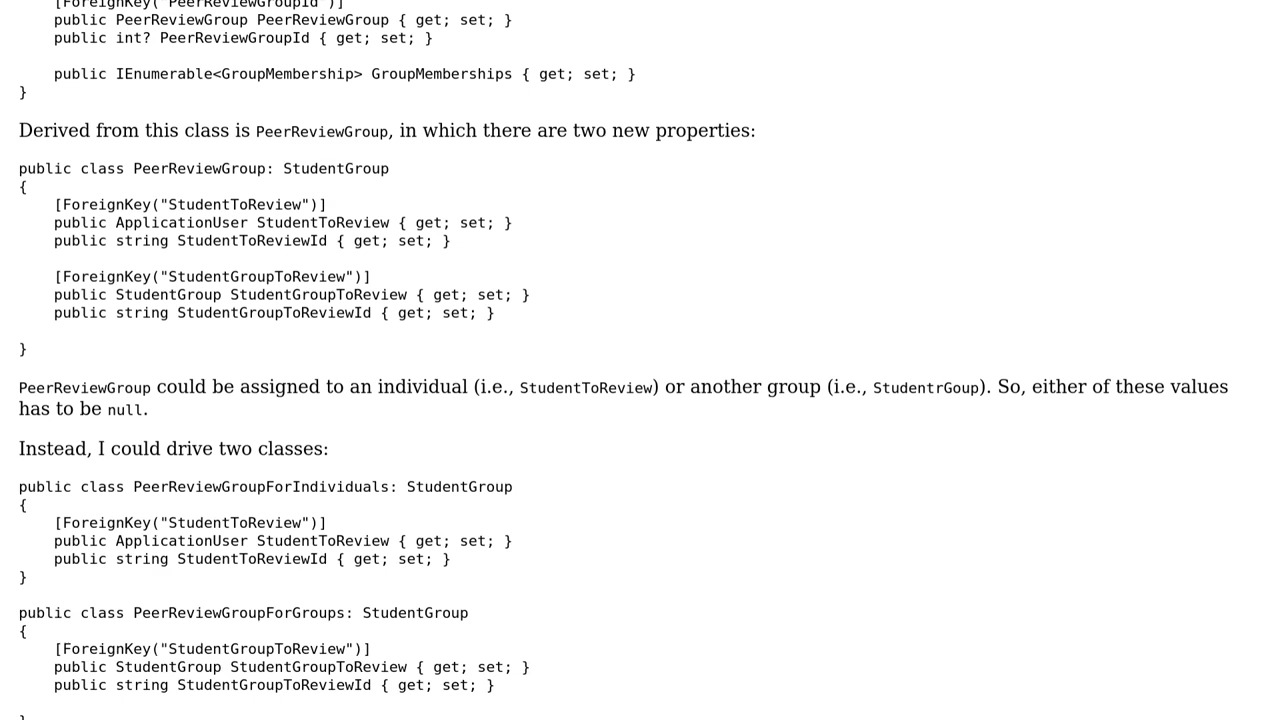 [ForeignKey("PeerReviewGroupId")]
public PeerReviewGroup PeerReviewGroup { get; set; }
public int? PeerReviewGroupId { get; set; }
public IEnumerable<GroupMembership> GroupMemberships { get; set; }
}
Derived from this class is PeerReviewGroup, in which there are two new properties:
public class PeerReviewGroup: StudentGroup
{
[ForeignKey("StudentToReview")]
public ApplicationUser StudentToReview { get; set; }
public string StudentToReviewId { get; set; }
[ForeignKey("StudentGroupToReview")]
public StudentGroup StudentGroupToReview { get; set; }
public string StudentGroupToReviewId { get; set; }
}
PeerReviewGroup could be assigned to an individual (i.e., StudentToReview) or another group (i.e., StudentrGoup). So, either of these values
has to be null.
Instead, I could drive two classes:
public class PeerReviewGroupForIndividuals: StudentGroup
{
[ForeignKey("StudentToReview")]
public ApplicationUser StudentToReview { get; set; }
public string StudentToReviewId { get; set; }
}
public class PeerReviewGroupForGroups: StudentGroup
{
[ForeignKey("StudentGroupToReview")]
public StudentGroup StudentGroupToReview { get; set; }
public string StudentGroupToReviewId { get; set; }
}